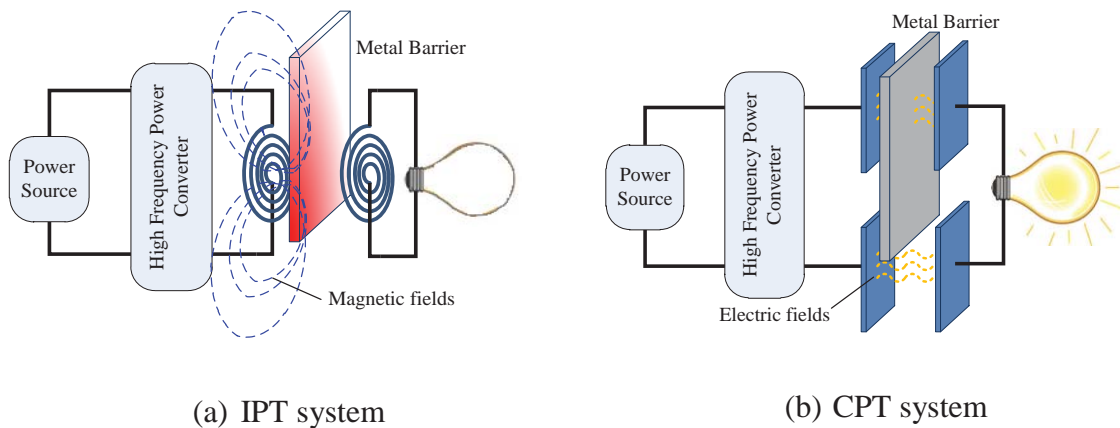 Metal Barrier
High Frequency Power
Converter
Power
Source
Magnetic fields
(a) IPT system
Metal Barrier
High Frequency Power
Converter
Power
Source
Electric fields
(b) CPT system